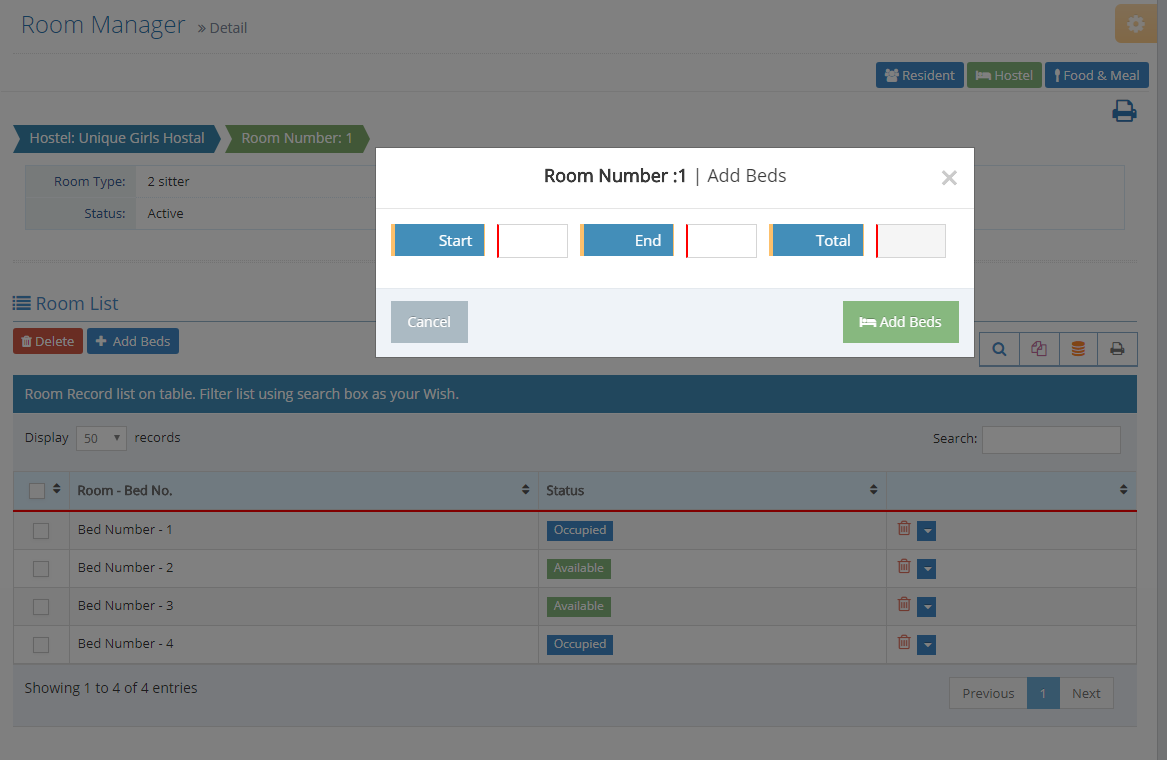 Room Manager » Detail
Resident Hostel Food & Meal
Hostel: Unique Girls Hostal Room Number: 1
Room Type: 2 sitter
Status: Active
Room Number :1 | Add Beds ×
Start End Total
Cancel Add Beds
Room List
Delete Add Beds
Room Record list on table. Filter list using search box as your Wish.
Display 50 records Search:
Room - Bed No. Status
Bed Number - 1 Occupied
Bed Number - 2 Available
Bed Number - 3 Available
Bed Number - 4 Occupied
Showing 1 to 4 of 4 entries
Previous 1 Next